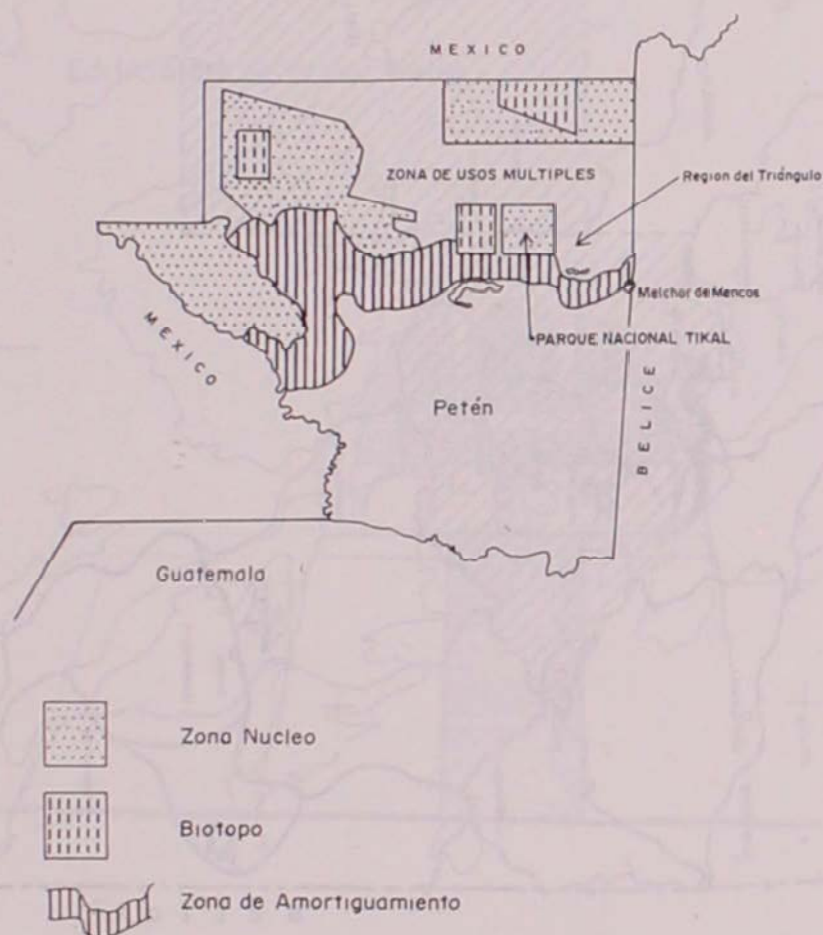 MEXICO
ZONA DE USOS MULTIPLES
Region del Triángulo
Melchor de Mencos
MEXICO
PARQUE NACIONAL TIKAL
Petén
BELICE
Guatemala
Zona Nucleo
Biotopo
Zona de Amortiguamiento